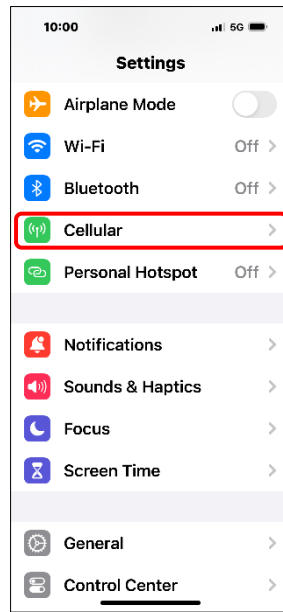 10:00 5G
Settings
Airplane Mode
Wi-Fi Off
Bluetooth Off
Cellular
Personal Hotspot Off
Notifications
Sounds & Haptics
Focus
Screen Time
General
Control Center